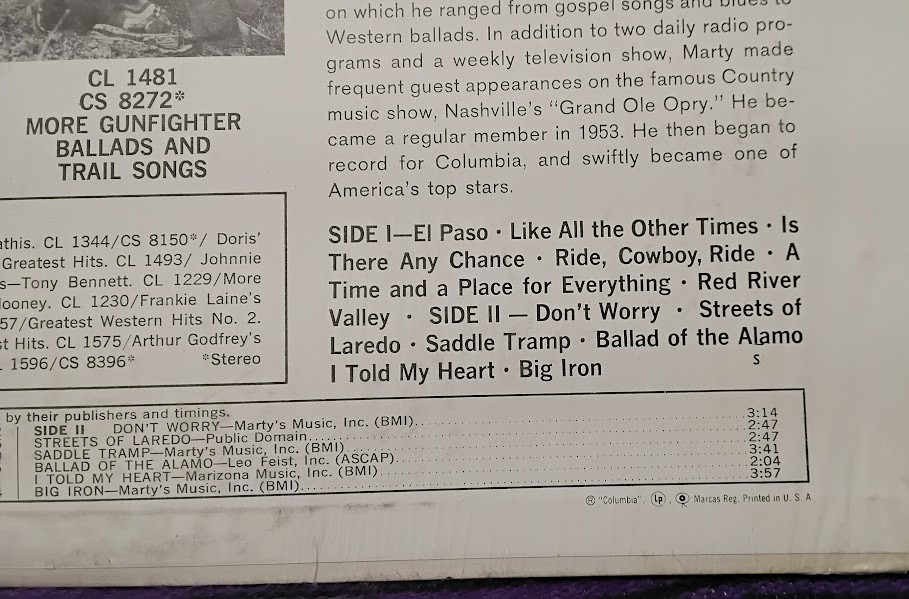 on which he ranged from gospel songs and blues to
Western ballads. In addition to two daily radio pro-
grams and a weekly television show, Marty made
frequent guest appearances on the famous Country
music show, Nashville's "Grand Ole Opry." He be-
came a regular member in 1953. He then began to
record for Columbia, and swiftly became one of
America's top stars.
CL 1481
CS 8272*
MORE GUNFIGHTER
BALLADS AND
TRAIL SONGS
athis. CL 1344/CS 8150*/ Doris'
Greatest Hits. CL 1493/ Johnnie
s—Tony Bennett. CL 1229/More
looney. CL 1230/Frankie Laine's
57/Greatest Western Hits No. 2.
st Hits. CL 1575/Arthur Godfrey's
1596/CS 8396* *Stereo
SIDE I—El Paso · Like All the Other Times · Is
There Any Chance · Ride, Cowboy, Ride · A
Time and a Place for Everything · Red River
Valley · SIDE II — Don't Worry · Streets of
Laredo · Saddle Tramp · Ballad of the Alamo
I Told My Heart · Big Iron
S
by their publishers and timings.
SIDE II DON'T WORRY—Marty's Music, Inc. (BMI) 3:14
STREETS OF LAREDO—Public Domain 2:47
SADDLE TRAMP—Marty's Music, Inc. (BMI) 2:47
BALLAD OF THE ALAMO—Leo Feist, Inc. (ASCAP) 3:41
I TOLD MY HEART—Marizona Music, Inc. (BMI) 2:04
BIG IRON—Marty's Music, Inc. (BMI) 3:57
® "Columbia", Lp, Marcas Reg. Printed in U. S. A